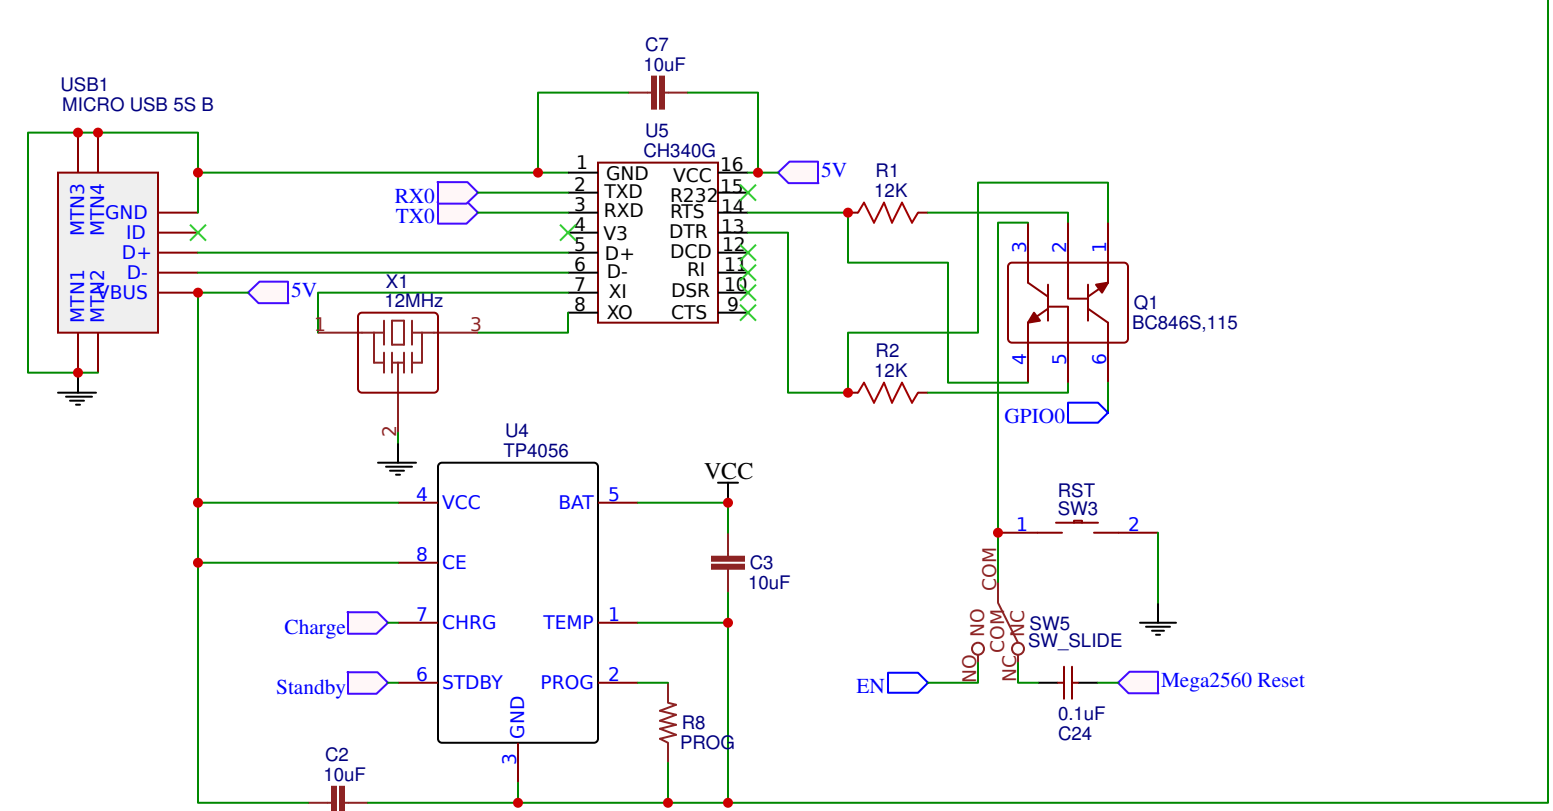 C7
10uF
USB1
MICRO USB 5S B
U5
CH340G
1
GND
2
TXD
3
RXD
4
V3
5
D+
6
D-
7
XI
8
XO
VCC
16
R232
15
RTS
14
DTR
13
DCD
12
RI
11
DSR
10
CTS
9
5V
RX0
TX0
MTN3
MTN4
GND
ID
D+
D-
VBUS
MTN1
MTN2
5V
X1
12MHz
1
3
2
R1
12K
R2
12K
3
2
1
4
5
6
Q1
BC846S,115
GPIO0
U4
TP4056
4
VCC
8
CE
7
CHRG
6
STDBY
BAT
5
TEMP
1
PROG
2
GND
3
Charge
Standby
VCC
C3
10uF
R8
PROG
C2
10uF
RST
SW3
1
2
COM
NO
COM
NC
SW5
SW_SLIDE
NO
NC
EN
Mega2560 Reset
0.1uF
C24